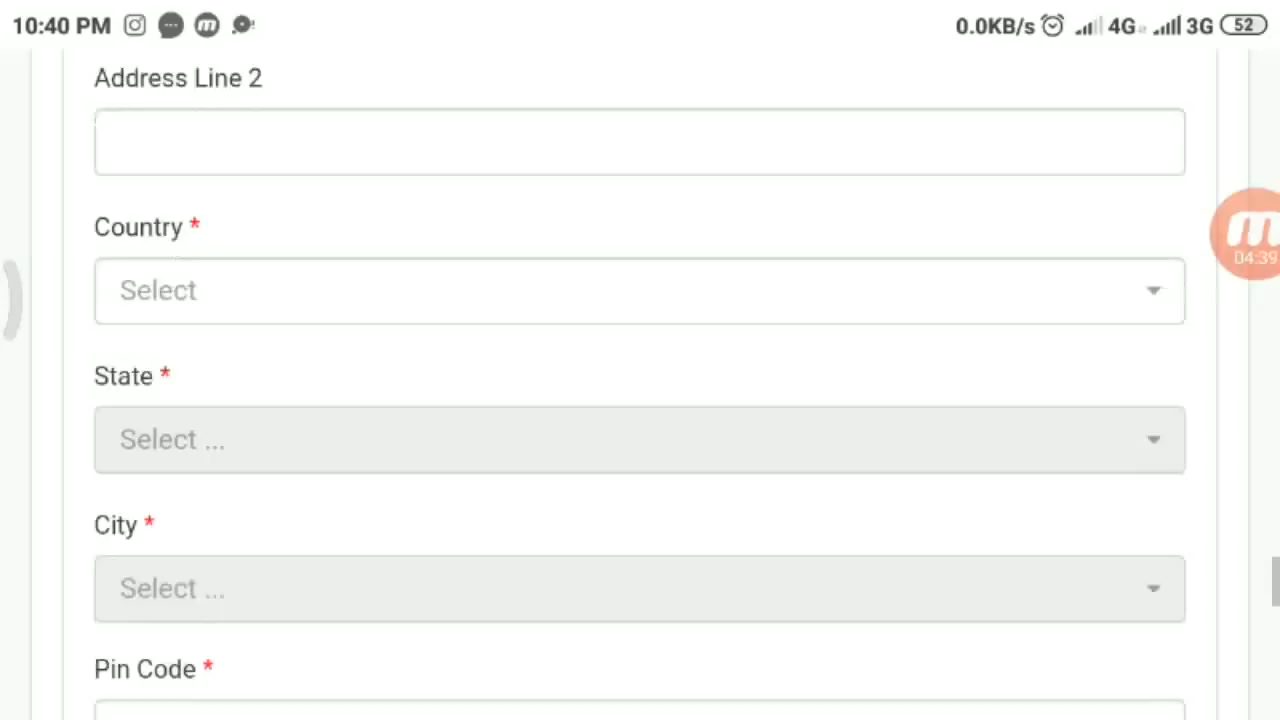 10:40 PM 0.0KB/s 4G 3G 52
Address Line 2
Country *
Select
04:39
State *
Select ...
City *
Select ...
Pin Code *